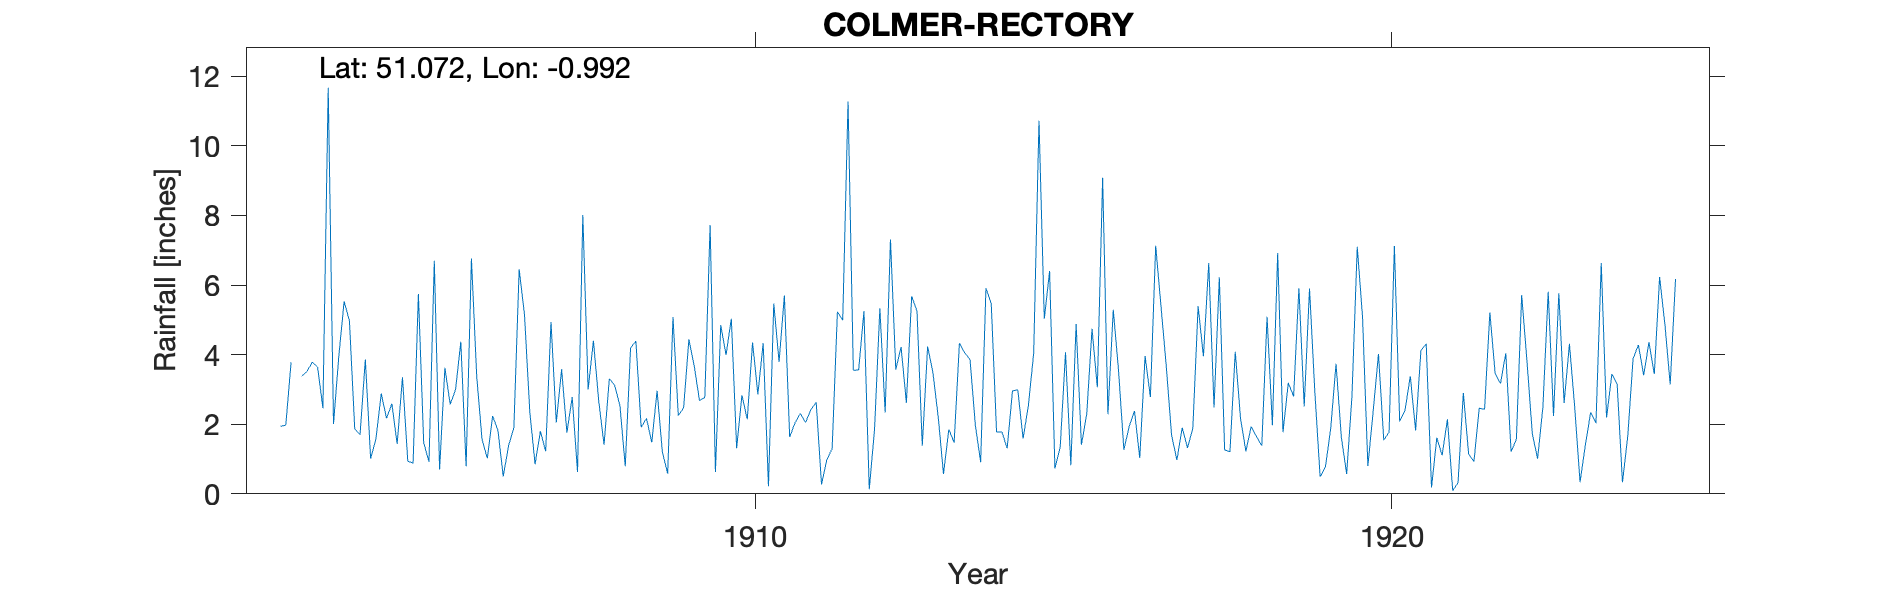 COLMER-RECTORY
Lat: 51.072, Lon: -0.992
12
10
8
6
4
2
0
Rainfall [inches]
1910 1920
Year